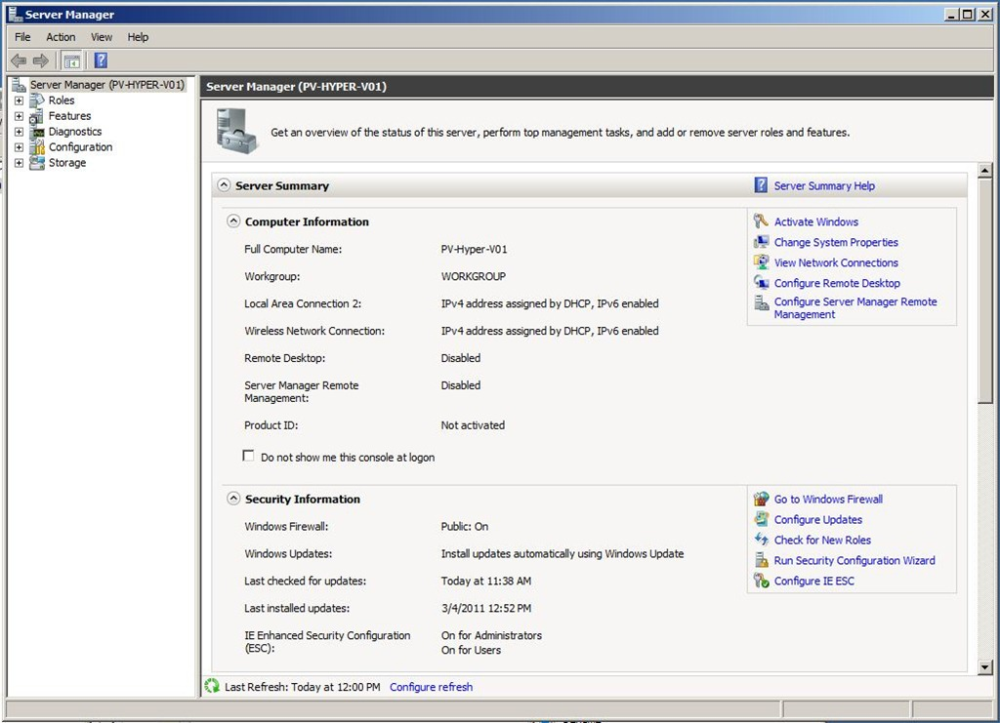 Server Manager
File Action View Help
Server Manager (PV-HYPER-V01)
Roles
Features
Diagnostics
Configuration
Storage
Server Manager (PV-HYPER-V01)
Get an overview of the status of this server, perform top management tasks, and add or remove server roles and features.
Server Summary
Server Summary Help
Computer Information
Full Computer Name: PV-Hyper-V01
Workgroup: WORKGROUP
Local Area Connection 2: IPv4 address assigned by DHCP, IPv6 enabled
Wireless Network Connection: IPv4 address assigned by DHCP, IPv6 enabled
Remote Desktop: Disabled
Server Manager Remote Disabled
Management:
Product ID: Not activated
Do not show me this console at logon
Activate Windows
Change System Properties
View Network Connections
Configure Remote Desktop
Configure Server Manager Remote
Management
Security Information
Windows Firewall: Public: On
Windows Updates: Install updates automatically using Windows Update
Last checked for updates: Today at 11:38 AM
Last installed updates: 3/4/2011 12:52 PM
IE Enhanced Security Configuration On for Administrators
(ESC): On for Users
Go to Windows Firewall
Configure Updates
Check for New Roles
Run Security Configuration Wizard
Configure IE ESC
Last Refresh: Today at 12:00 PM Configure refresh